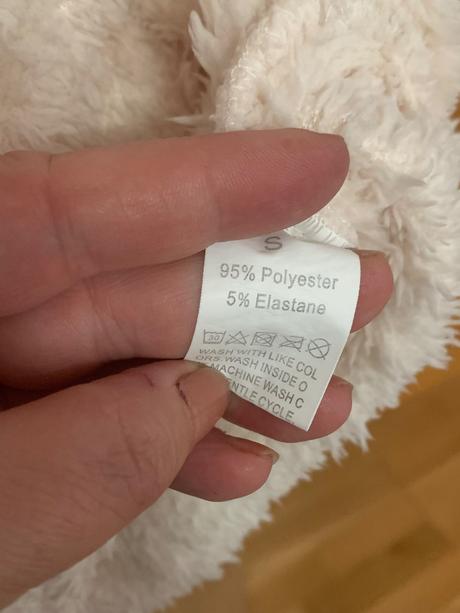 S
95% Polyester
5% Elastane
30
WASH WITH LIKE COL
ORS. WASH INSIDE O
MACHINE WASH C
ENTLE CYCLE